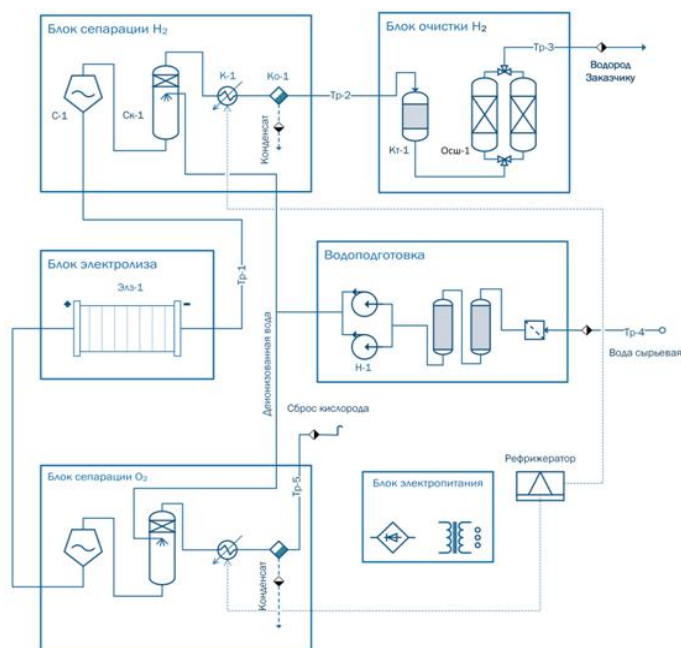 Блок сепарации H₂
С-1
Ск-1
К-1
Ко-1
Конденсат
Тр-2
Блок очистки H₂
Тр-3
Водород
Заказчику
Кт-1
Осш-1
Блок электролиза
Элз-1
+
-
Тр-1
Деионизованная вода
Водоподготовка
Н-1
Тр-4
Вода сырьевая
Сброс кислорода
Тр-5
Блок сепарации O₂
Конденсат
Блок электропитания
Рефрижератор